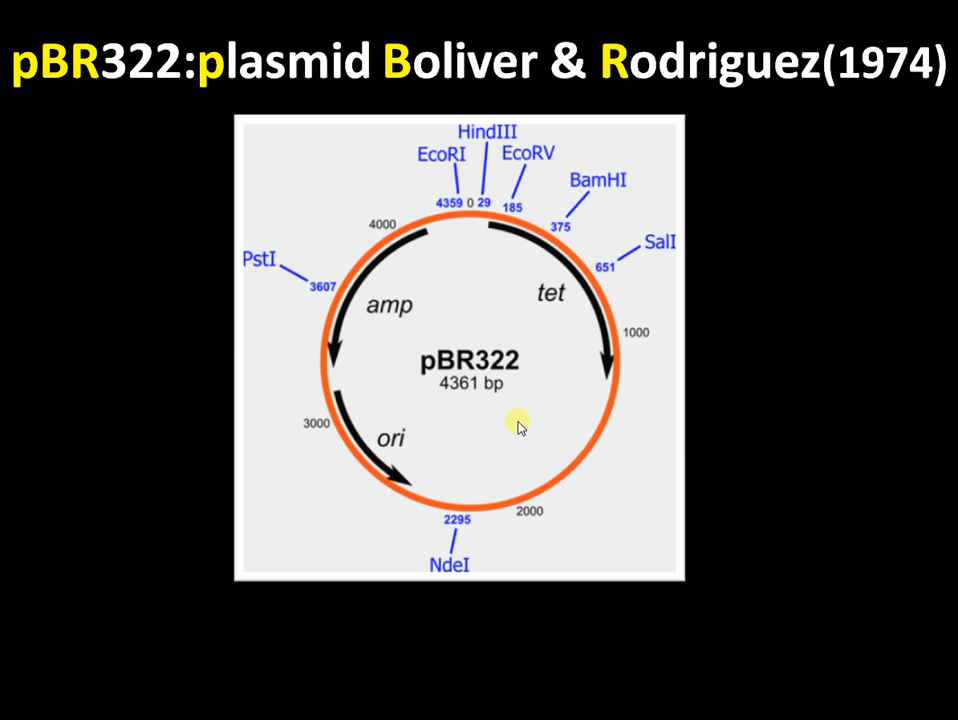 pBR322:plasmid Boliver & Rodriguez(1974)
HindIII
EcoRI
EcoRV
BamHI
4359 0 29
185
4000
375
SalI
PstI
651
3607
tet
amp
1000
pBR322
4361 bp
3000
ori
2000
2295
NdeI